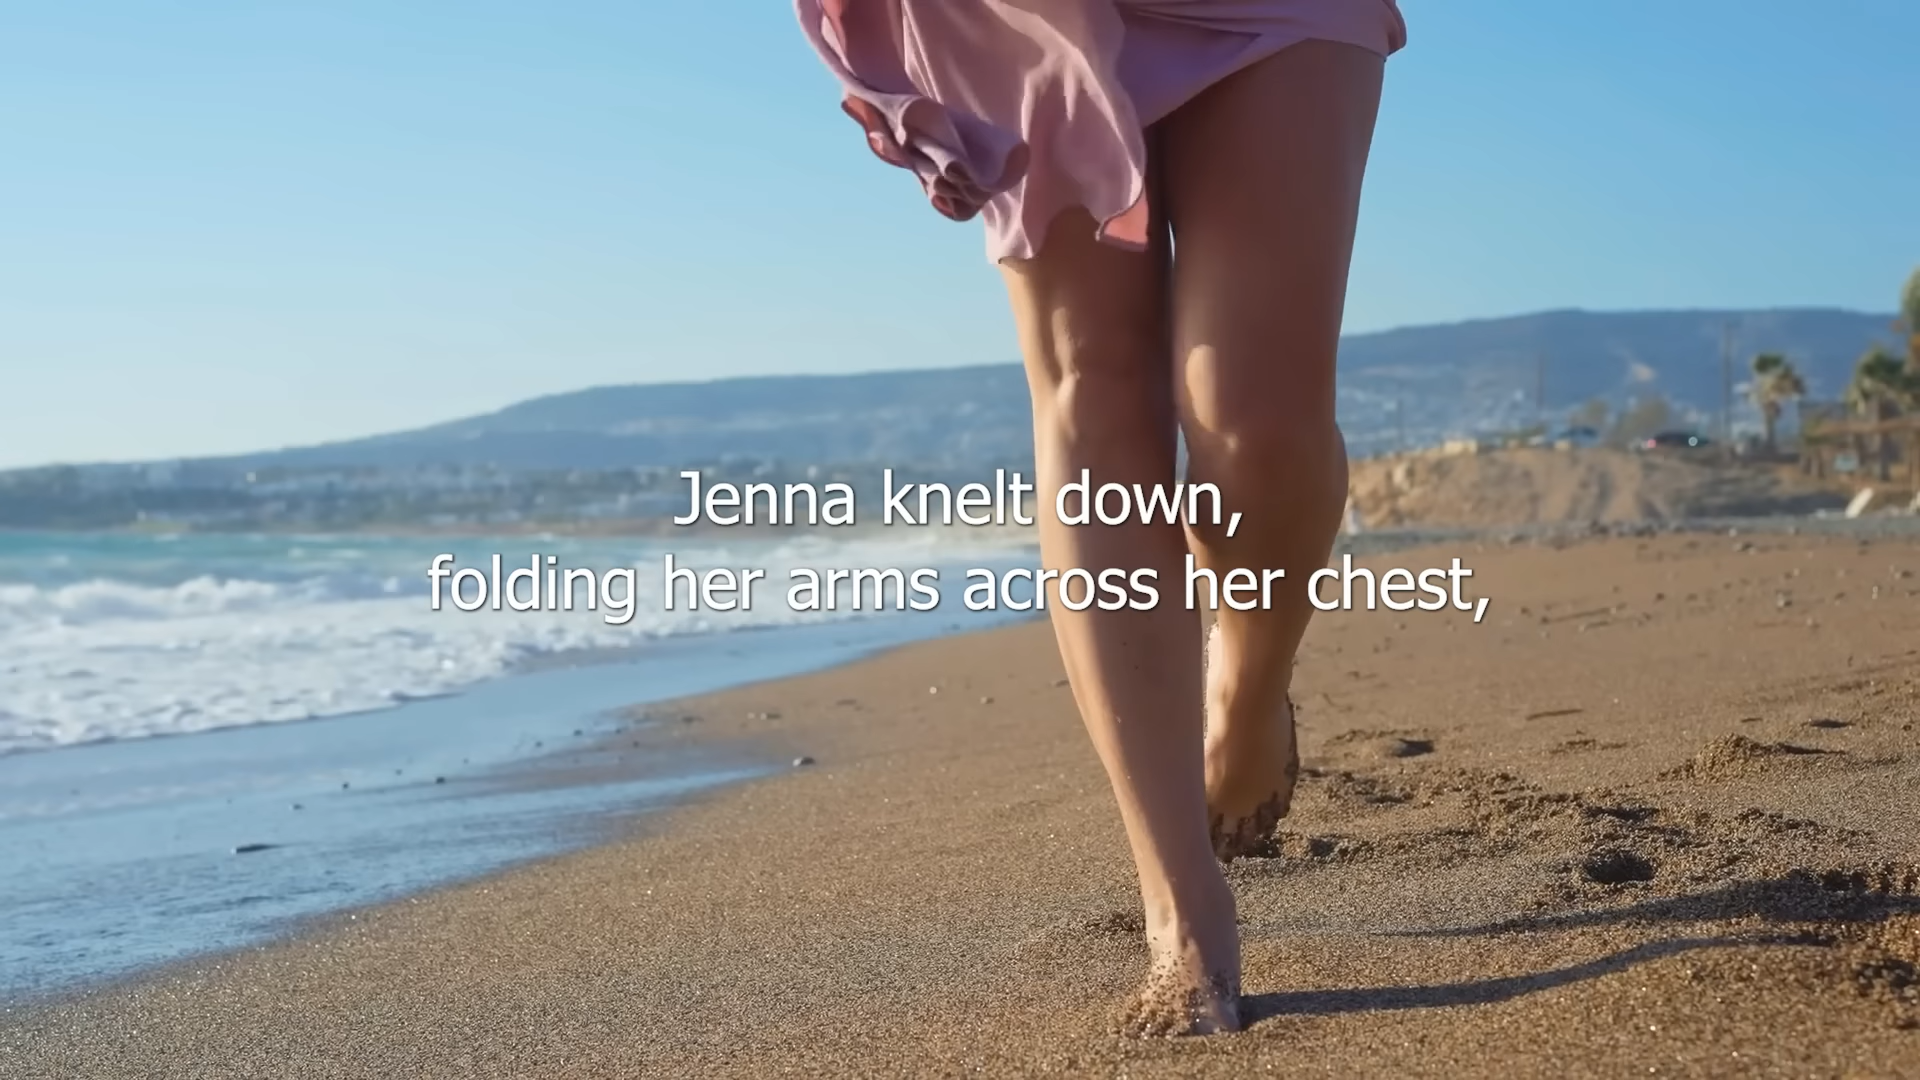 Jenna knelt down,
folding her arms across her chest,